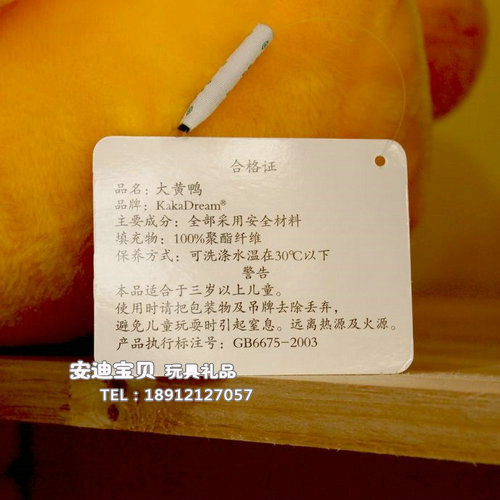 合格证
品名：大黄鸭
品牌：KakaDream®
主要成分：全部采用安全材料
填充物：100%聚酯纤维
保养方式：可洗涤水温在30℃以下
警告
本品适合于三岁以上儿童。
使用时请把包装物及吊牌去除丢弃，
避免儿童玩耍时引起窒息。远离热源及火源。
产品执行标注号：GB6675-2003
安迪宝贝 玩具礼品
TEL：18912127057